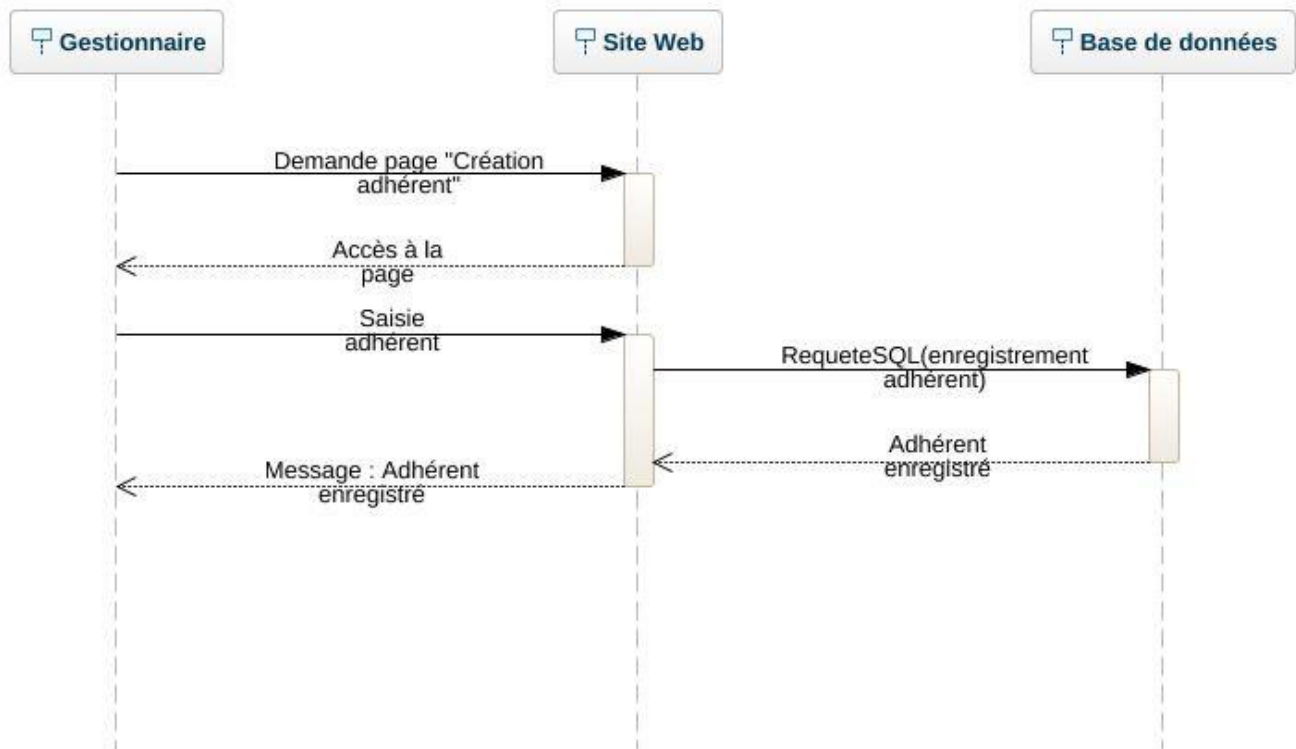 Gestionnaire
Site Web
Base de données
Demande page "Création
adhérent"
Accès à la
page
Saisie
adhérent
RequeteSQL(enregistrement
adhérent)
Adhérent
enregistré
Message : Adhérent
enregistré